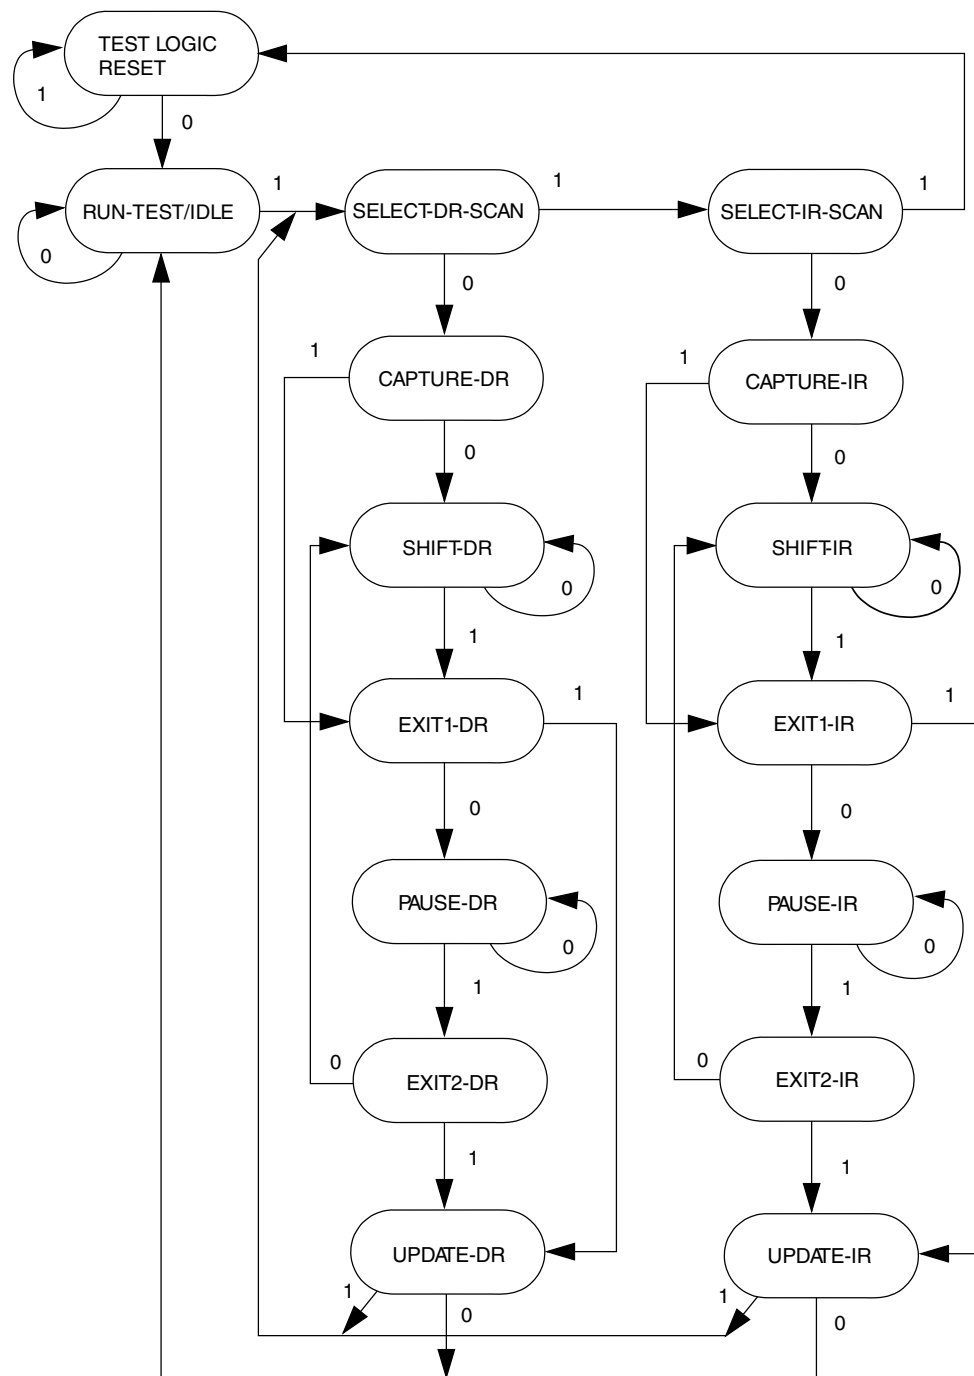 TEST LOGIC
RESET
1
0
RUN-TEST/IDLE
0
1
SELECT-DR-SCAN
1
SELECT-IR-SCAN
1
0
0
1
CAPTURE-DR
1
CAPTURE-IR
0
0
SHIFT-DR
0
SHIFT-IR
0
1
1
EXIT1-DR
1
EXIT1-IR
1
0
0
PAUSE-DR
0
PAUSE-IR
0
1
1
0
EXIT2-DR
0
EXIT2-IR
1
1
UPDATE-DR
UPDATE-IR
1
0
1
0